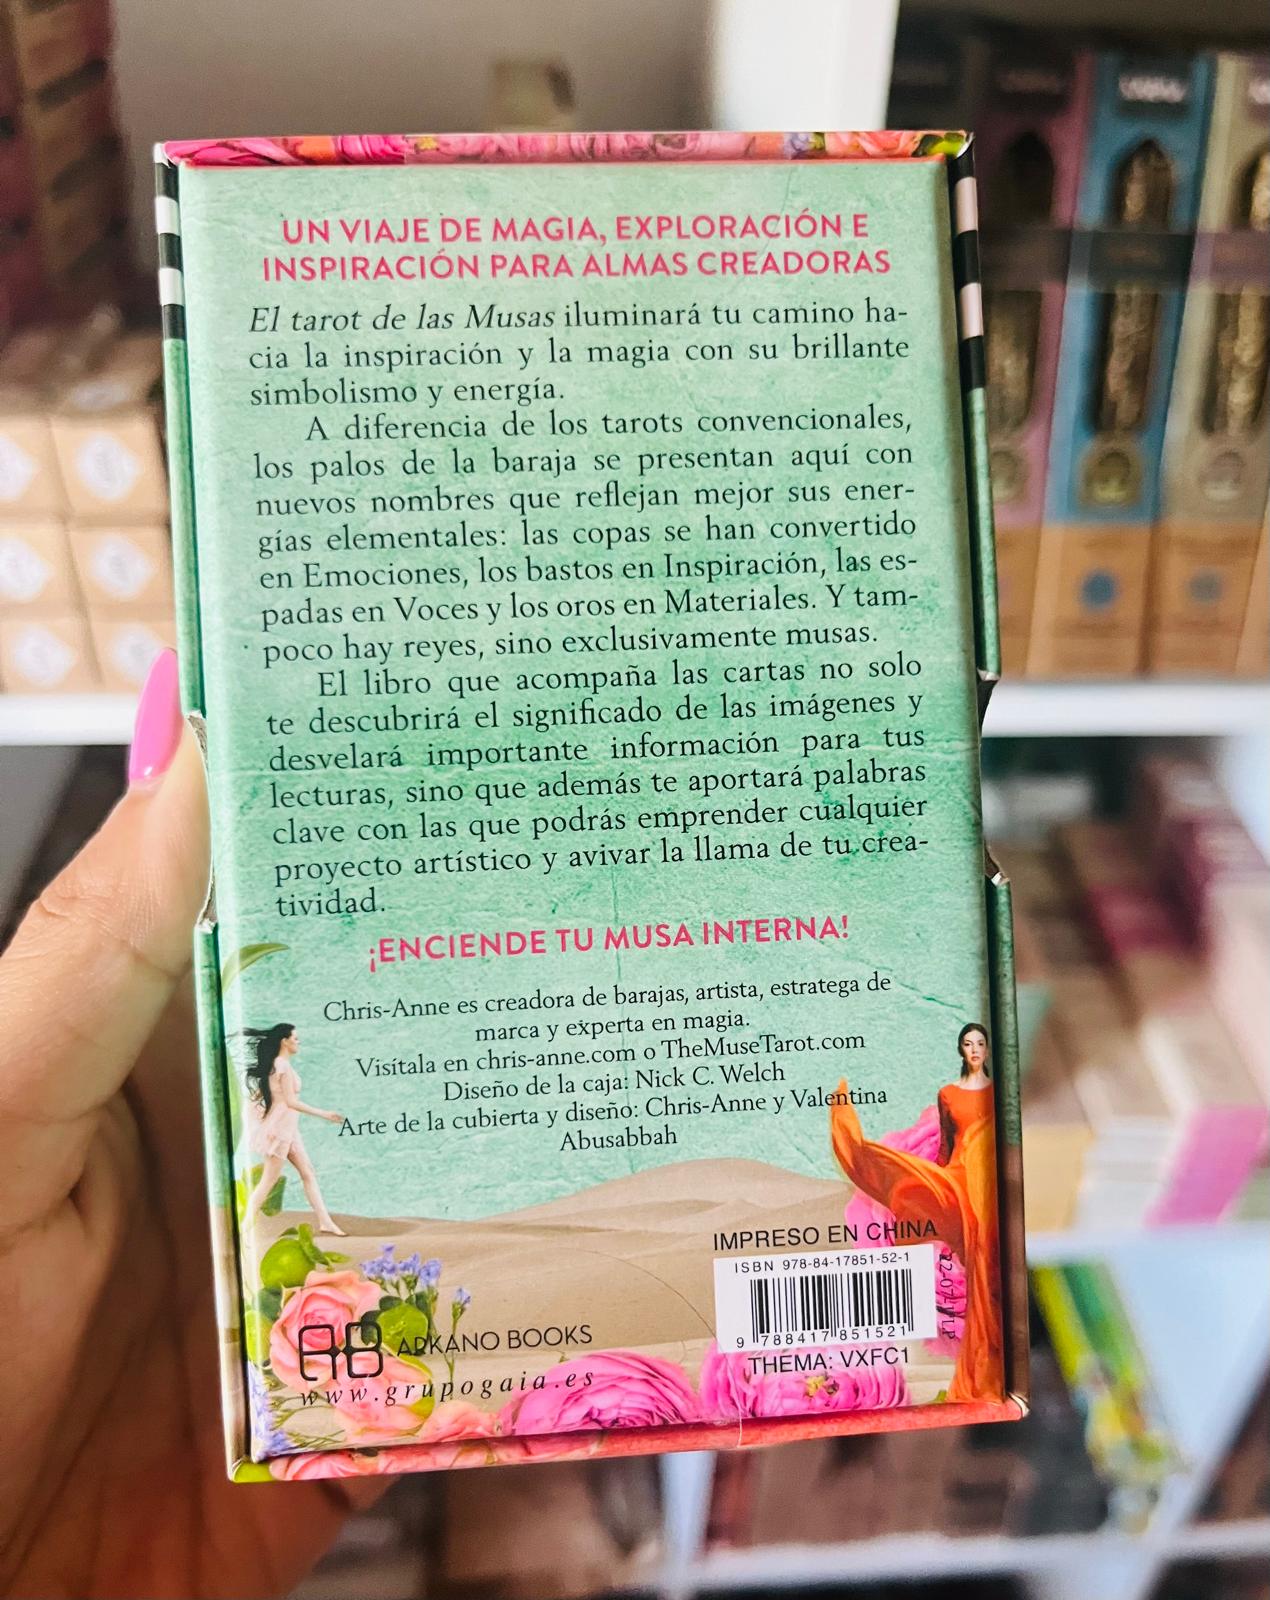 UN VIAJE DE MAGIA, EXPLORACIÓN E
INSPIRACIÓN PARA ALMAS CREADORAS
El tarot de las Musas iluminará tu camino ha-
cia la inspiración y la magia con su brillante
simbolismo y energía.
A diferencia de los tarots convencionales,
los palos de la baraja se presentan aquí con
nuevos nombres que reflejan mejor sus ener-
gías elementales: las copas se han convertido
en Emociones, los bastos en Inspiración, las es-
padas en Voces y los oros en Materiales. Y tam-
poco hay reyes, sino exclusivamente musas.
El libro que acompaña las cartas no solo
te descubrirá el significado de las imágenes y
desvelará importante información para tus
lecturas, sino que además te aportará palabras
clave con las que podrás emprender cualquier
proyecto artístico y avivar la llama de tu crea-
tividad.
¡ENCIENDE TU MUSA INTERNA!
Chris-Anne es creadora de barajas, artista, estratega de
marca y experta en magia.
Visítala en chris-anne.com o TheMuseTarot.com
Diseño de la caja: Nick C. Welch
Arte de la cubierta y diseño: Chris-Anne y Valentina
Abusabbah
IMPRESO EN CHINA
ISBN 978-84-17851-52-1
9 788417 851521
THEMA: VXFC1
AB ARKANO BOOKS
www.grupogaia.es